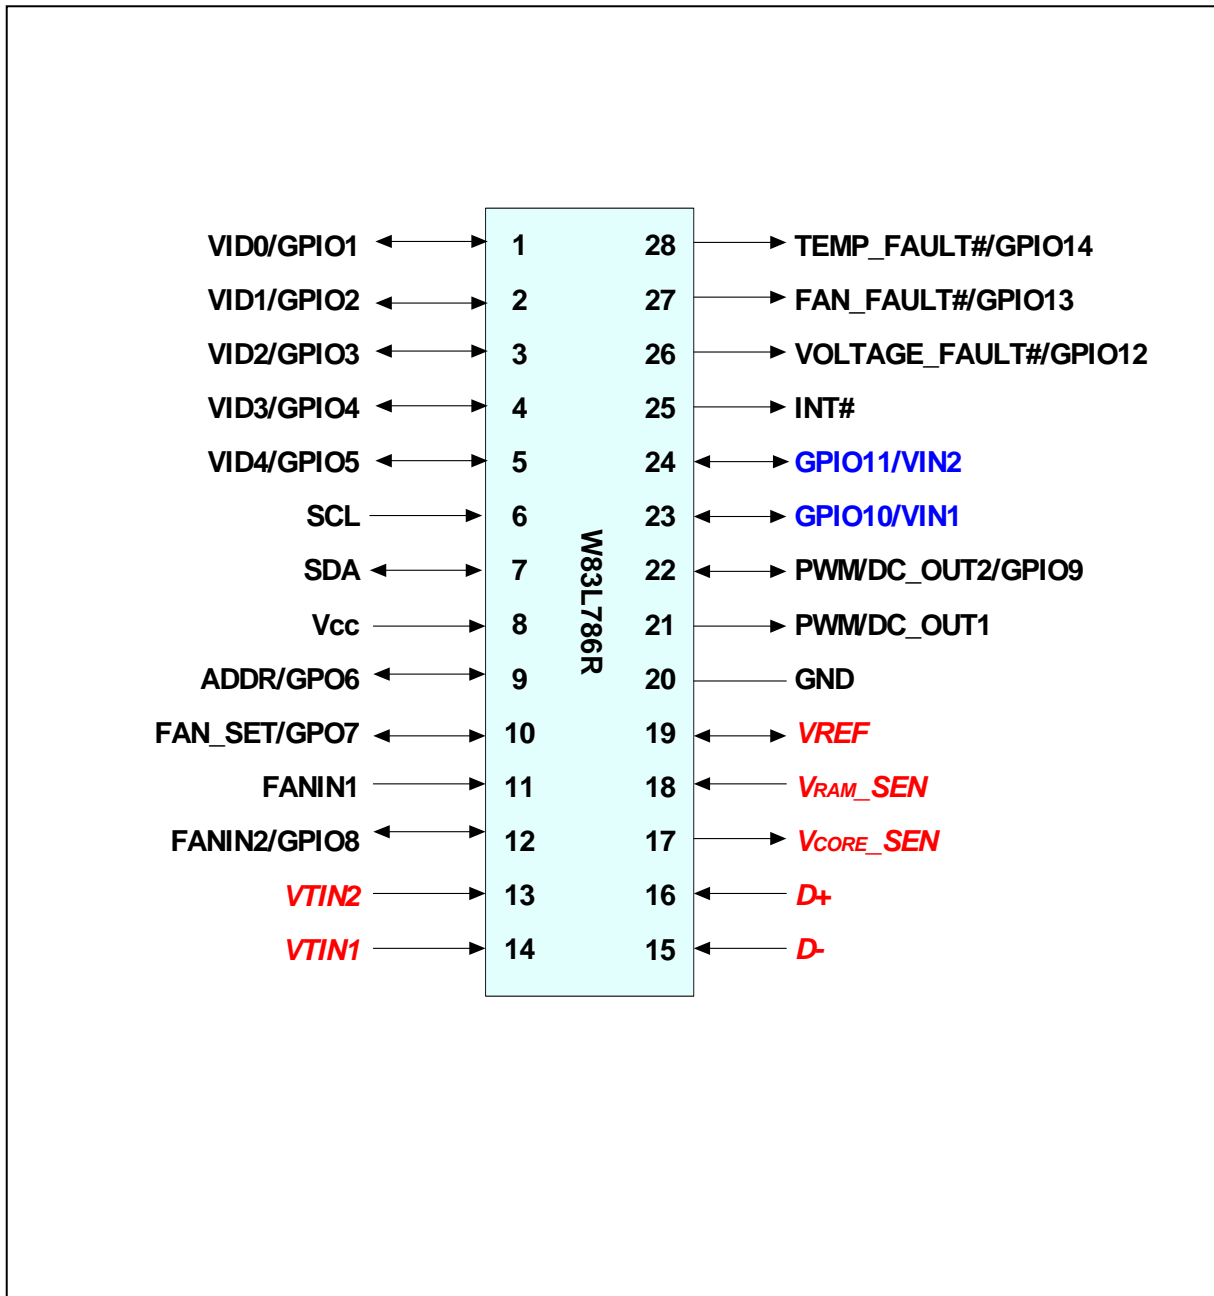 VID0/GPIO1 1 28 TEMP_FAULT#/GPIO14
VID1/GPIO2 2 27 FAN_FAULT#/GPIO13
VID2/GPIO3 3 26 VOLTAGE_FAULT#/GPIO12
VID3/GPIO4 4 25 INT#
VID4/GPIO5 5 24 GPIO11/VIN2
SCL 6 23 GPIO10/VIN1
SDA 7 22 PWM/DC_OUT2/GPIO9
Vcc 8 21 PWM/DC_OUT1
ADDR/GPO6 9 20 GND
FAN_SET/GPO7 10 19 VREF
FANIN1 11 18 VRAM_SEN
FANIN2/GPIO8 12 17 VCORE_SEN
VTIN2 13 16 D+
VTIN1 14 15 D-
W83L786R